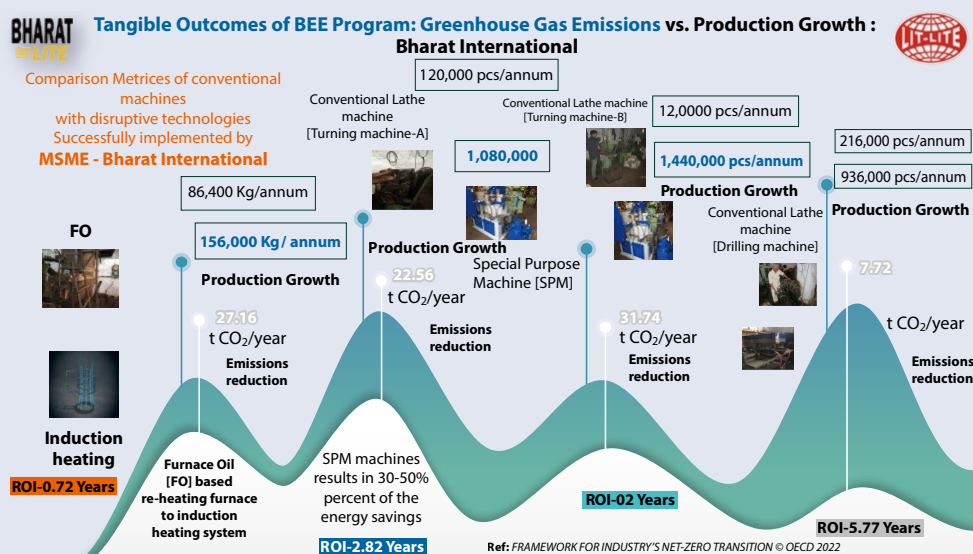 BHARAT
LITE
Tangible Outcomes of BEE Program: Greenhouse Gas Emissions vs. Production Growth :
Bharat International
LIT-LITE
Comparison Metrices of conventional
machines
with disruptive technologies
Successfully implemented by
MSME - Bharat International
120,000 pcs/annum
Conventional Lathe
machine
[Turning machine-A]
1,080,000
Conventional Lathe machine
[Turning machine-B]
12,0000 pcs/annum
1,440,000 pcs/annum
Production Growth
216,000 pcs/annum
936,000 pcs/annum
Production Growth
86,400 Kg/annum
156,000 Kg/ annum
Production Growth
Production Growth
Special Purpose
Machine [SPM]
Conventional Lathe
machine
[Drilling machine]
FO
27.16
t CO₂/year
Emissions
reduction
22.56
t CO₂/year
Emissions
reduction
31.74
t CO₂/year
Emissions
reduction
7.72
t CO₂/year
Emissions
reduction
Induction
heating
ROI-0.72 Years
Furnace Oil
[FO] based
re-heating furnace
to induction
heating system
SPM machines
results in 30-50%
percent of the
energy savings
ROI-2.82 Years
ROI-02 Years
ROI-5.77 Years
Ref: FRAMEWORK FOR INDUSTRY'S NET-ZERO TRANSITION © OECD 2022